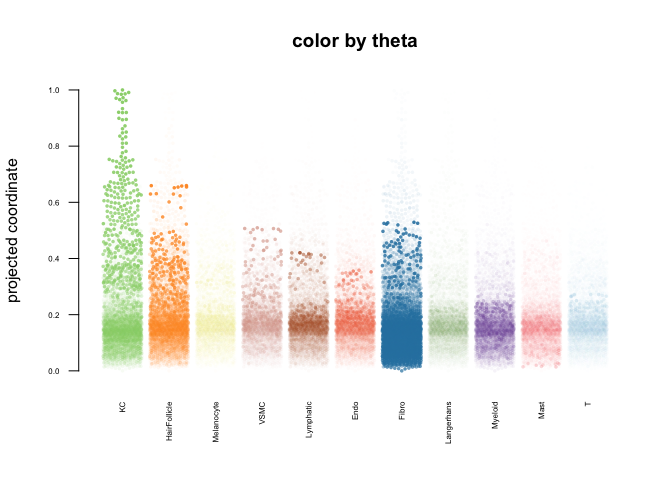 color by theta
projected coordinate
1.0
0.8
0.6
0.4
0.2
0.0
KC
HairFollicle
Melanocyte
VSMC
Lymphatic
Endo
Fibro
Langerhans
Myeloid
Mast
T